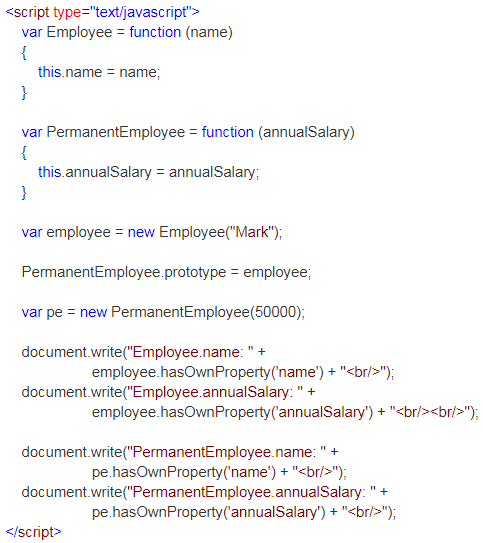 <script type="text/javascript">
    var Employee = function (name)
    {
        this.name = name;
    }

    var PermanentEmployee = function (annualSalary)
    {
        this.annualSalary = annualSalary;
    }

    var employee = new Employee("Mark");

    PermanentEmployee.prototype = employee;

    var pe = new PermanentEmployee(50000);

    document.write("Employee.name: " +
                    employee.hasOwnProperty('name') + "<br/>");
    document.write("Employee.annualSalary: " +
                    employee.hasOwnProperty('annualSalary') + "<br/><br/>");

    document.write("PermanentEmployee.name: " +
                    pe.hasOwnProperty('name') + "<br/>");
    document.write("PermanentEmployee.annualSalary: " +
                    pe.hasOwnProperty('annualSalary') + "<br/>");
</script>